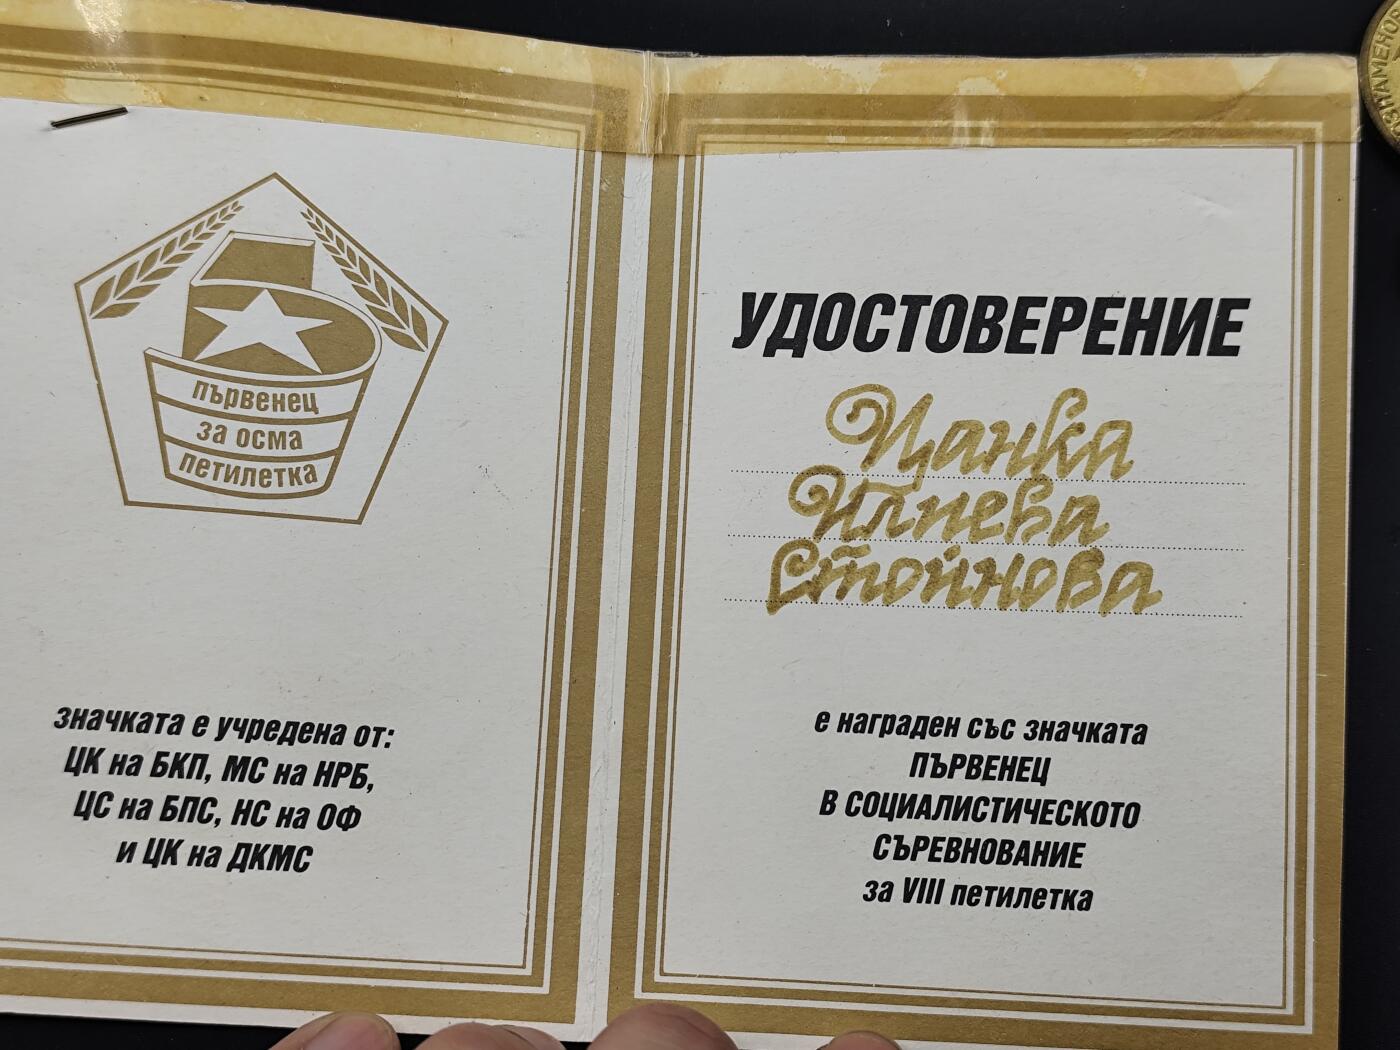 първенец
за осма
петилетка
значката е учредена от:
ЦК на БКП, МС на НРБ,
ЦС на БПС, НС на ОФ
и ЦК на ДКМС
УДОСТОВЕРЕНИЕ
Цанка
Илиева
Стойнова
е награден със значката
ПЪРВЕНЕЦ
В СОЦИАЛИСТИЧЕСКОТО
СЪРЕВНОВАНИЕ
за VIII петилетка